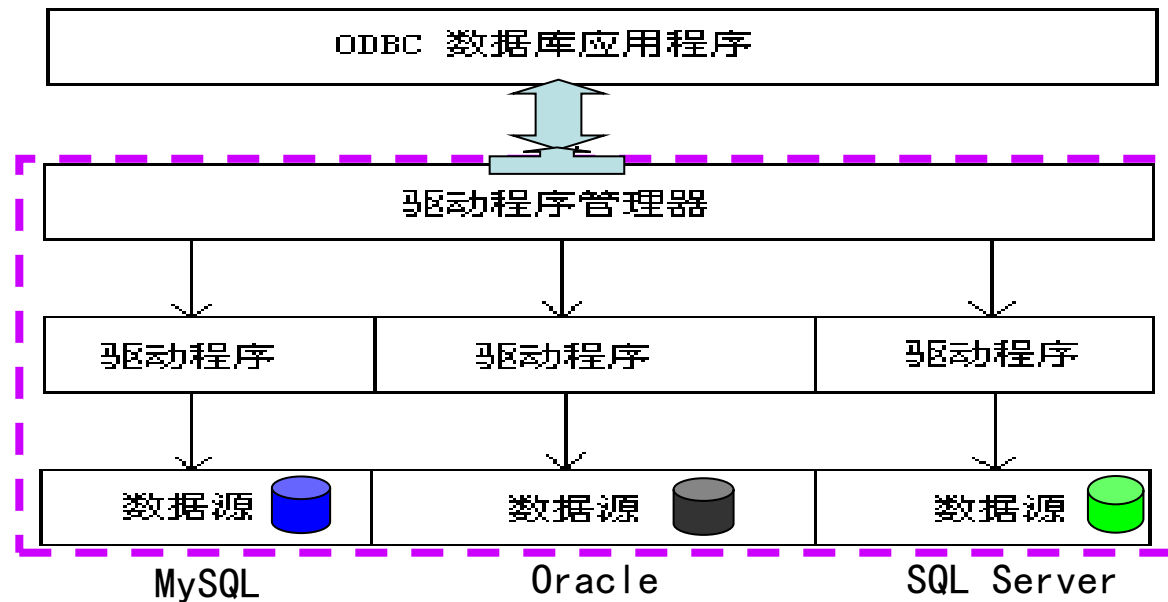 ODBC 数据库应用程序
驱动程序管理器
驱动程序 驱动程序 驱动程序
数据源 数据源 数据源
MySQL Oracle SQL Server